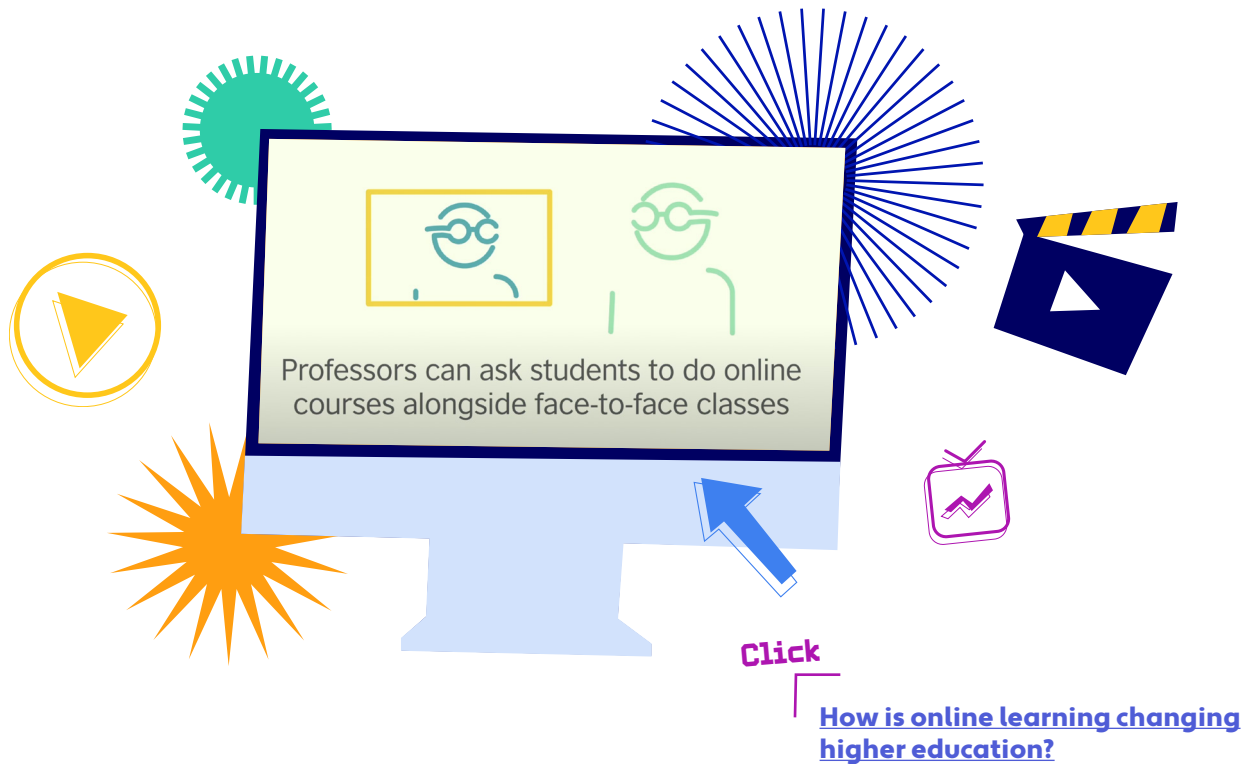 Professors can ask students to do online
courses alongside face-to-face classes
Click
How is online learning changing
higher education?